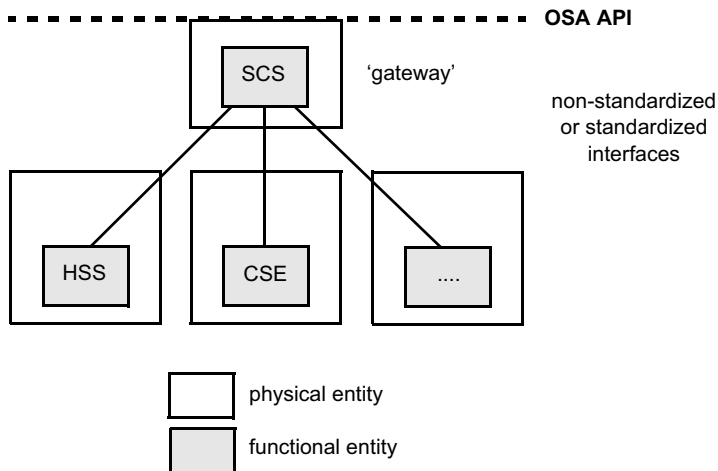 OSA API
SCS
‘gateway’
non-standardized
or standardized
interfaces
HSS
CSE
....
physical entity
functional entity